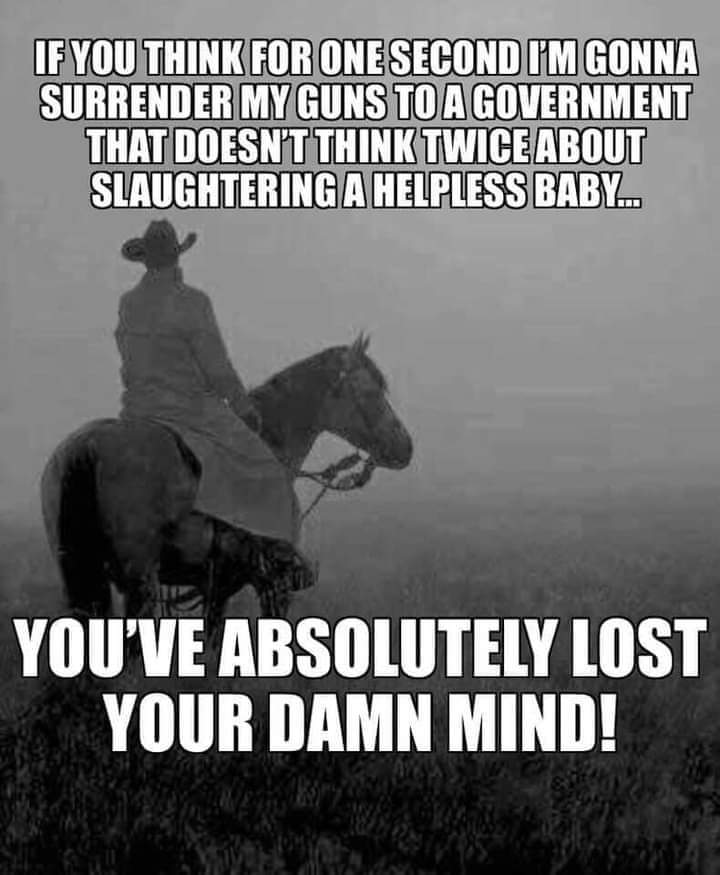 IF YOU THINK FOR ONE SECOND I'M GONNA
SURRENDER MY GUNS TO A GOVERNMENT
THAT DOESN'T THINK TWICE ABOUT
SLAUGHTERING A HELPLESS BABY...
YOU'VE ABSOLUTELY LOST
YOUR DAMN MIND!